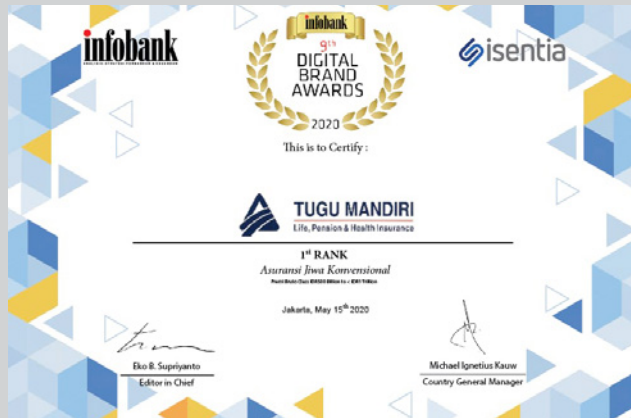 infobank
infobank
9th
DIGITAL
BRAND
AWARDS
2020
isentia
This is to Certify :
TUGU MANDIRI
Life, Pension & Health Insurance
1st RANK
Asuransi Jiwa Konvensional
Jakarta, May 15th 2020
Eko B. Supriyanto
Editor in Chief
Michael Ignetius Kauw
Country General Manager